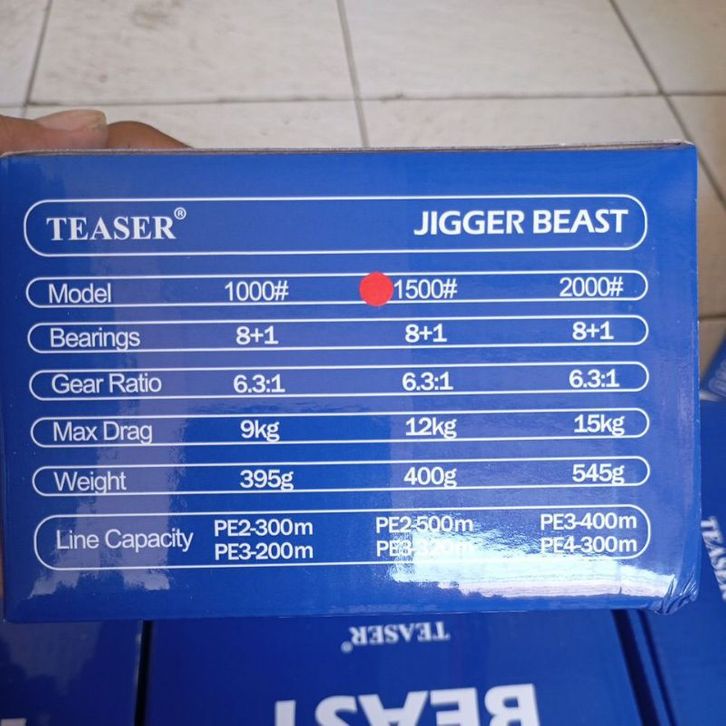 TEASER® JIGGER BEAST
Model 1000# 1500# 2000#
Bearings 8+1 8+1 8+1
Gear Ratio 6.3:1 6.3:1 6.3:1
Max Drag 9kg 12kg 15kg
Weight 395g 400g 545g
Line Capacity PE2-300m PE2-500m PE3-400m
PE3-200m PE3-320m PE4-300m
TEASER®
BEAST